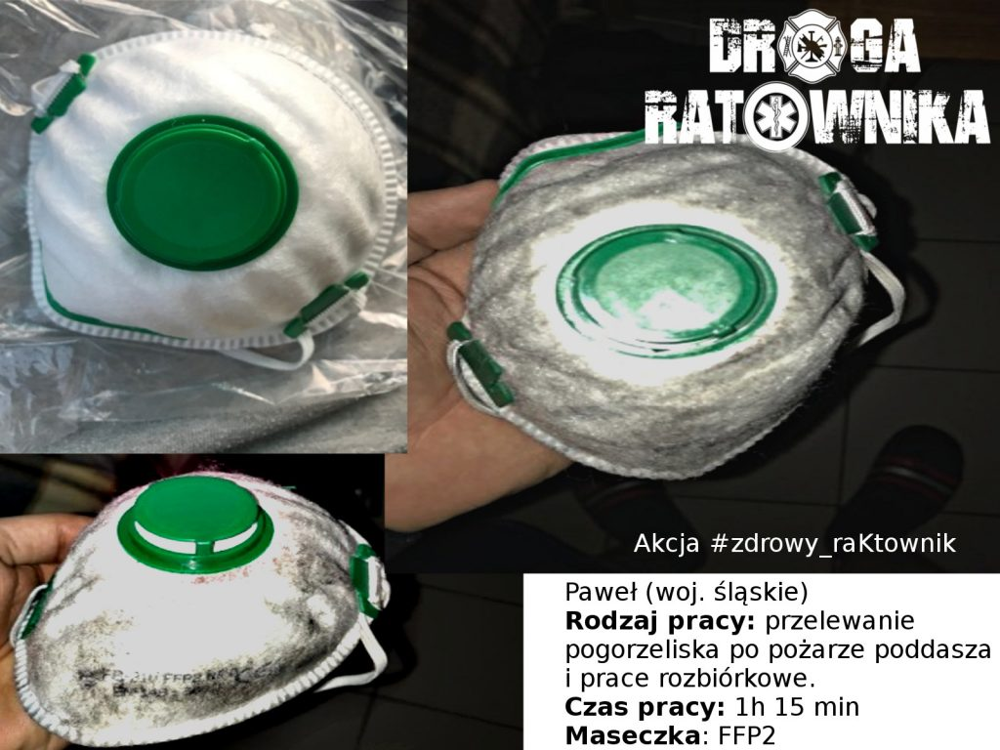 DROGA
RATOWNIKA
Akcja #zdrowy_raKtownik
Paweł (woj. śląskie)
Rodzaj pracy: przelewanie
pogorzeliska po pożarze poddasza
i prace rozbiórkowe.
Czas pracy: 1h 15 min
Maseczka: FFP2
FFP2